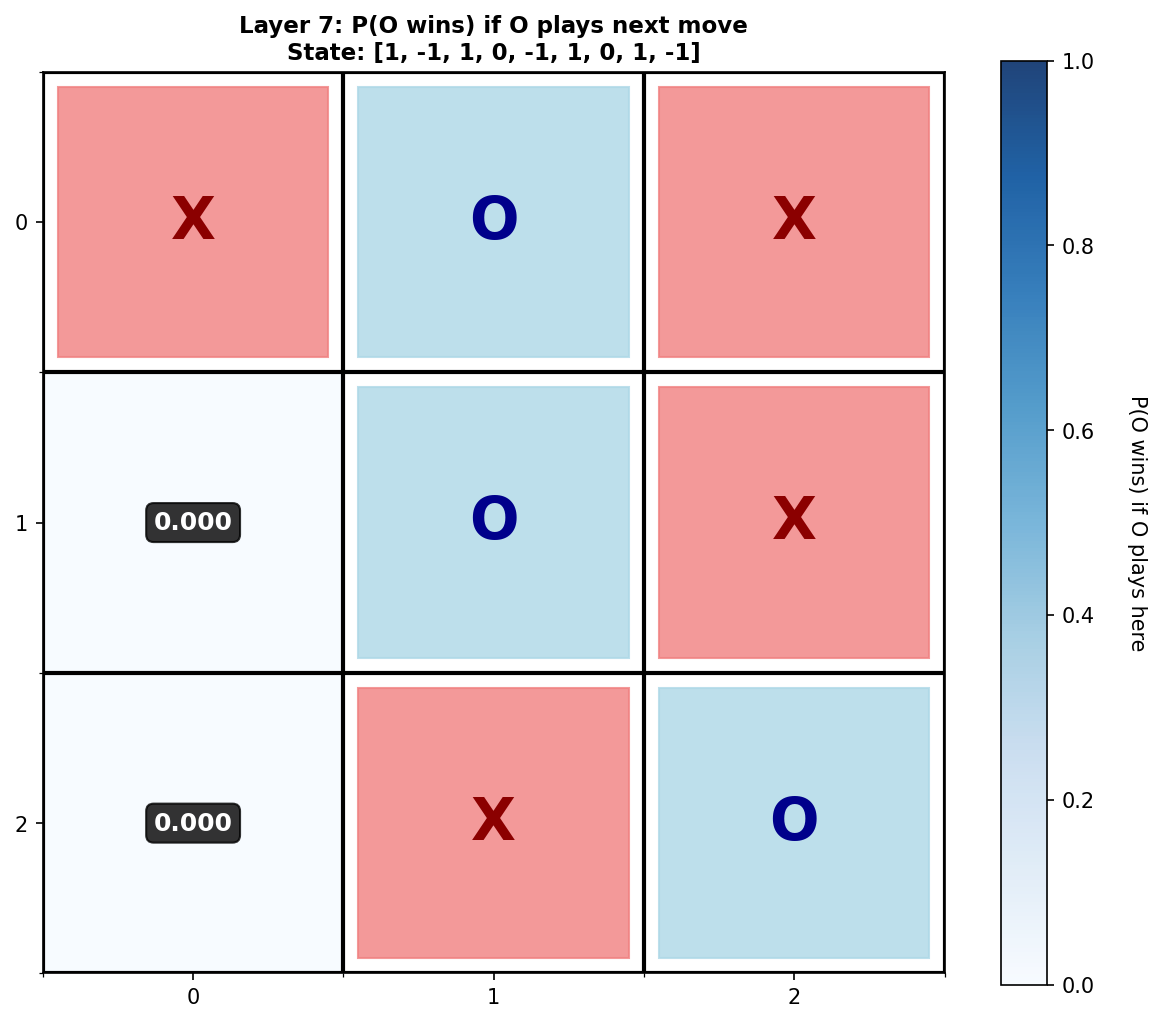 Layer 7: P(O wins) if O plays next move
State: [1, -1, 1, 0, -1, 1, 0, 1, -1]
X
O
X
0.000
O
X
0.000
X
O
0
1
2
0
1
2
1.0
0.8
0.6
0.4
0.2
0.0
P(O wins) if O plays here